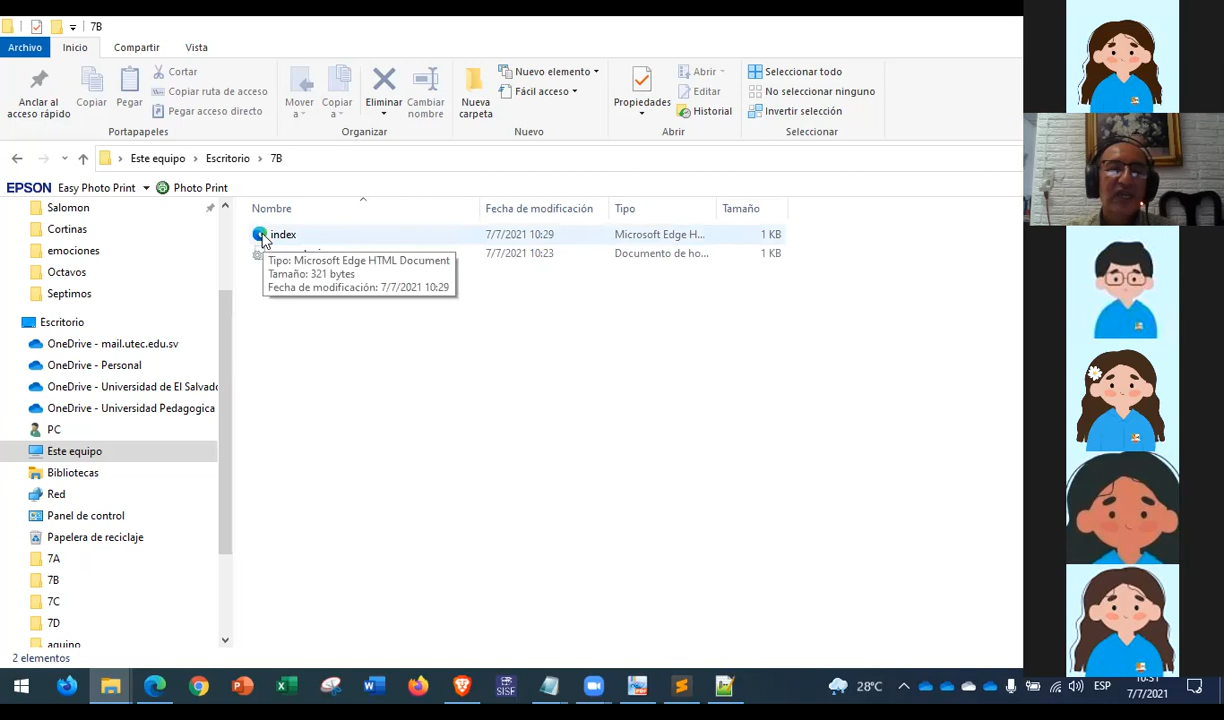 7B
Archivo Inicio Compartir Vista
Anclar al acceso rápido
Copiar
Pegar
Cortar
Copiar ruta de acceso
Pegar acceso directo
Portapapeles
Mover a
Copiar a
Eliminar
Cambiar nombre
Organizar
Nueva carpeta
Nuevo elemento
Fácil acceso
Nuevo
Propiedades
Abrir
Editar
Historial
Abrir
Seleccionar todo
No seleccionar ninguno
Invertir selección
Seleccionar
Este equipo > Escritorio > 7B
EPSON Easy Photo Print Photo Print
Nombre Fecha de modificación Tipo Tamaño
index 7/7/2021 10:29 Microsoft Edge H... 1 KB
7/7/2021 10:23 Documento de ho... 1 KB
Tipo: Microsoft Edge HTML Document
Tamaño: 321 bytes
Fecha de modificación: 7/7/2021 10:29
Salomon
Cortinas
emociones
Octavos
Septimos
Escritorio
OneDrive - mail.utec.edu.sv
OneDrive - Personal
OneDrive - Universidad de El Salvado
OneDrive - Universidad Pedagogica
PC
Este equipo
Bibliotecas
Red
Panel de control
Papelera de reciclaje
7A
7B
7C
7D
aquino
2 elementos
SISF
28°C
ESP
10:31
7/7/2021